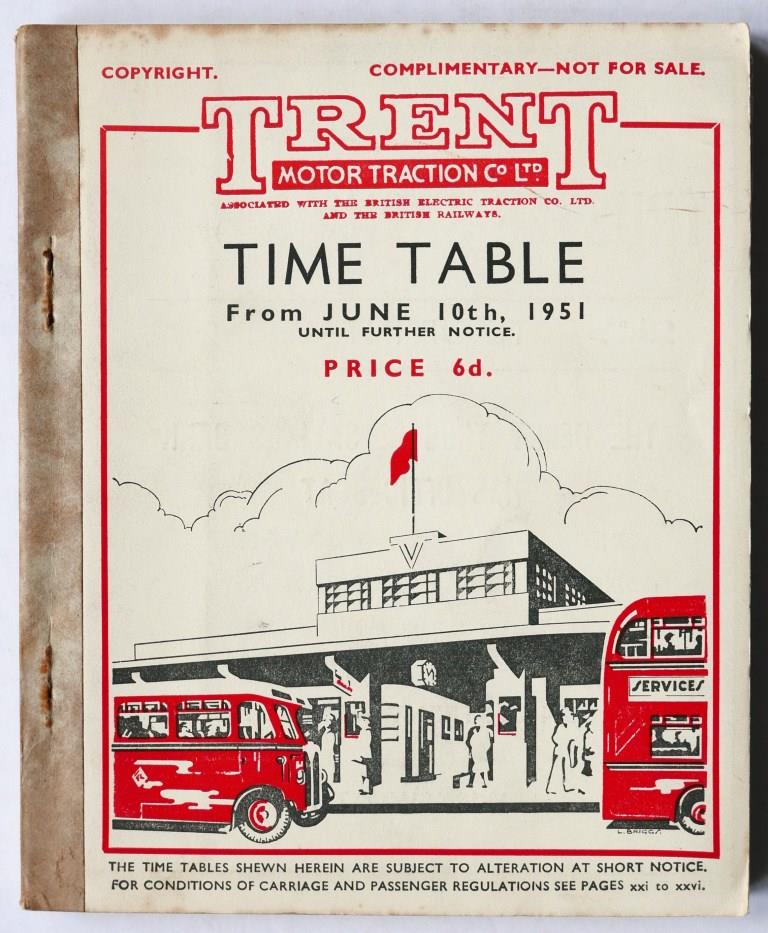 COPYRIGHT. COMPLIMENTARY—NOT FOR SALE.
TRENT
MOTOR TRACTION Co LTD.
ASSOCIATED WITH THE BRITISH ELECTRIC TRACTION CO. LTD.
AND THE BRITISH RAILWAYS.
TIME TABLE
From JUNE 10th, 1951
UNTIL FURTHER NOTICE.
PRICE 6d.
SERVICES
L. BRIGGS.
THE TIME TABLES SHEWN HEREIN ARE SUBJECT TO ALTERATION AT SHORT NOTICE.
FOR CONDITIONS OF CARRIAGE AND PASSENGER REGULATIONS SEE PAGES xxi to xxvi.